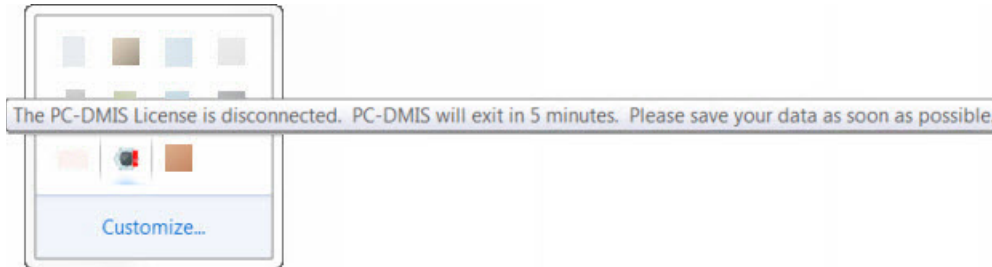 The PC-DMIS License is disconnected.  PC-DMIS will exit in 5 minutes.  Please save your data as soon as possible.
Customize...